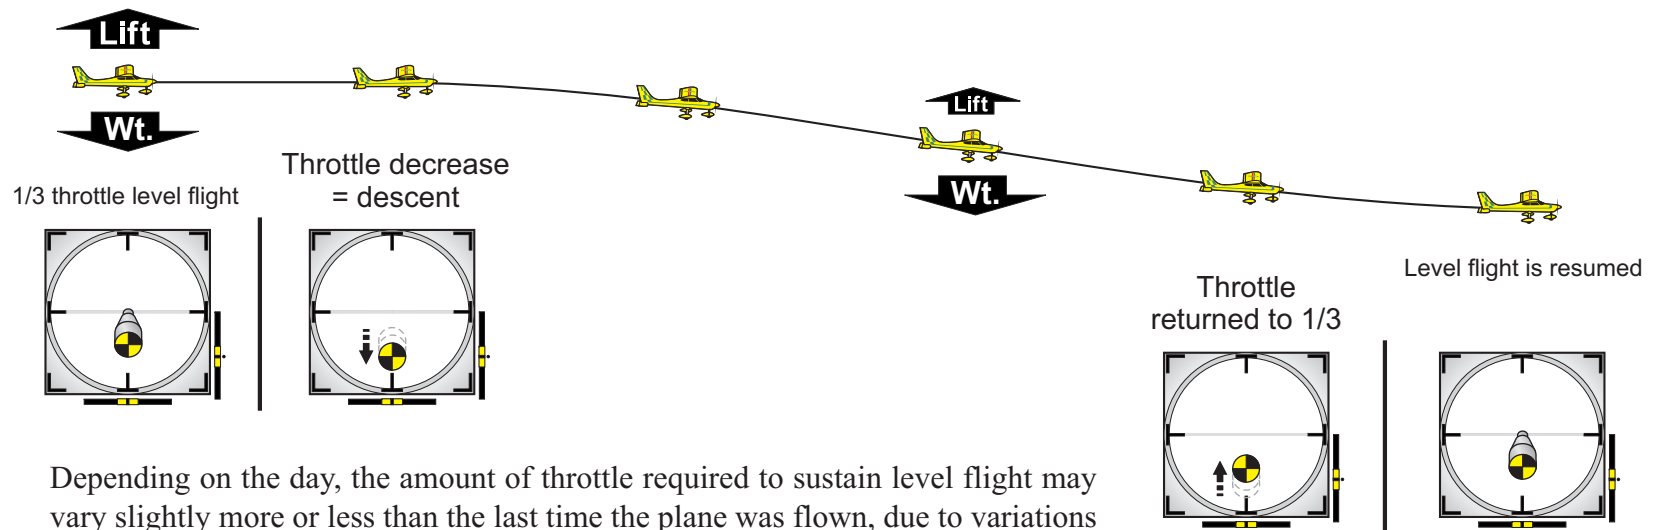 Lift
Wt.
1/3 throttle level flight
Throttle decrease
= descent
Lift
Wt.
Throttle
returned to 1/3
Level flight is resumed
Depending on the day, the amount of throttle required to sustain level flight may
vary slightly more or less than the last time the plane was flown, due to variations